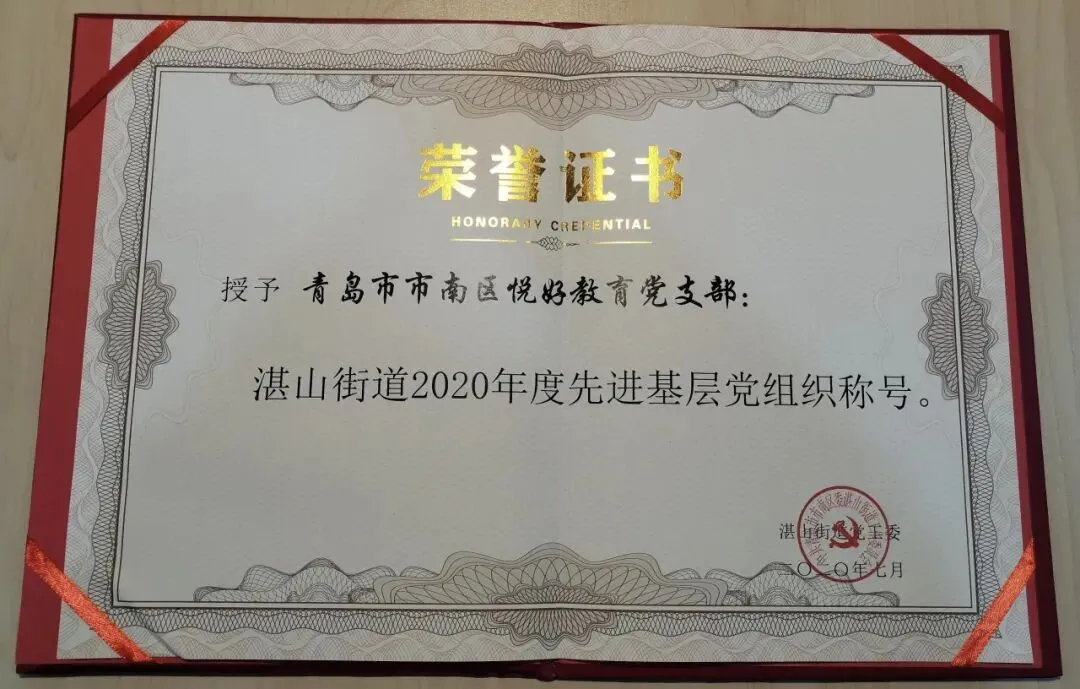 荣誉证书
HONORARY CREDENTIAL
授予 青岛市市南区悦好教育党支部：
湛山街道2020年度先进基层党组织称号。
湛山街道党工委
二〇二〇年七月